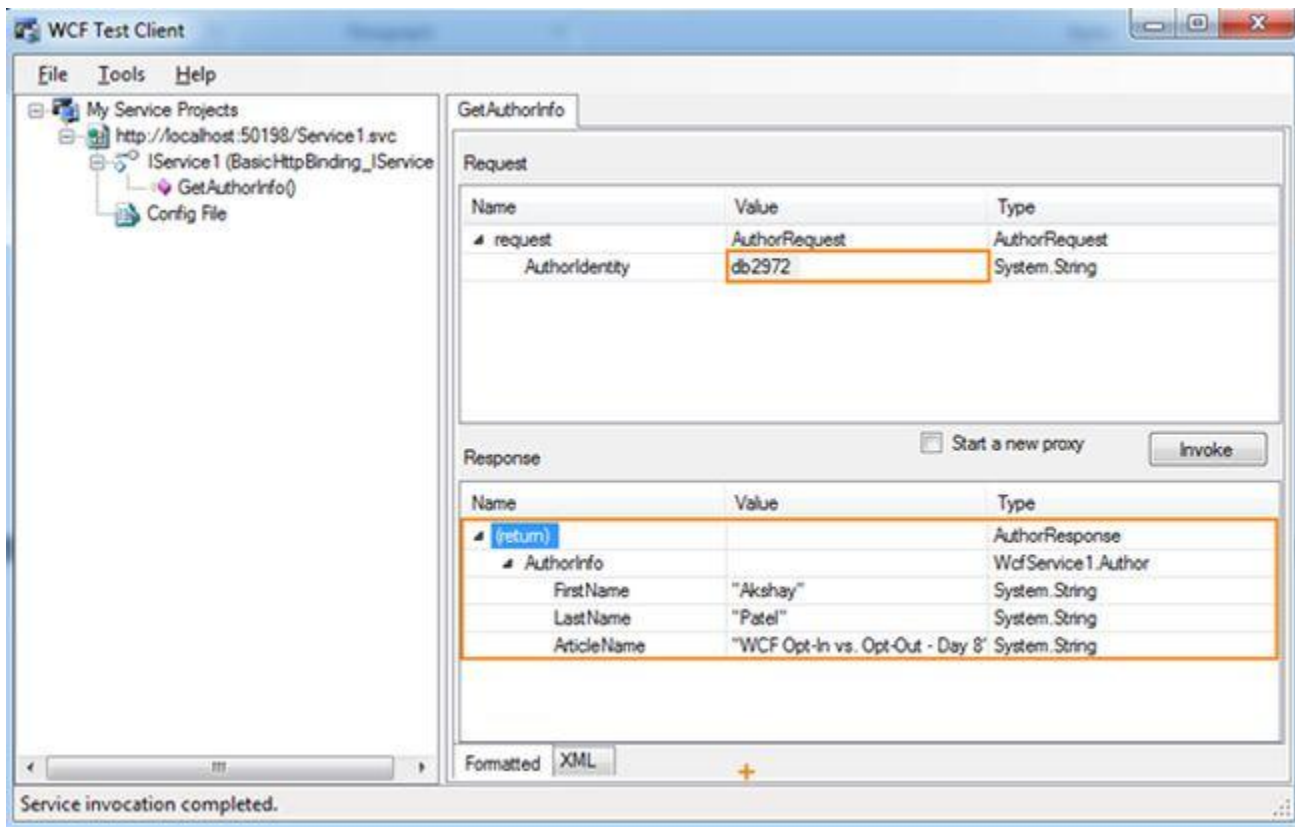 WCF Test Client
File Tools Help
My Service Projects
http://localhost:50198/Service1.svc
IService1 (BasicHttpBinding_IService
GetAuthorInfo()
Config File
GetAuthorInfo
Request
Name Value Type
request AuthorRequest AuthorRequest
AuthorIdentity db2972 System.String
Start a new proxy Invoke
Response
Name Value Type
(return) AuthorResponse
AuthorInfo WcfService1.Author
FirstName "Akshay" System.String
LastName "Patel" System.String
ArticleName "WCF Opt-In vs. Opt-Out - Day 8" System.String
Formatted XML
Service invocation completed.